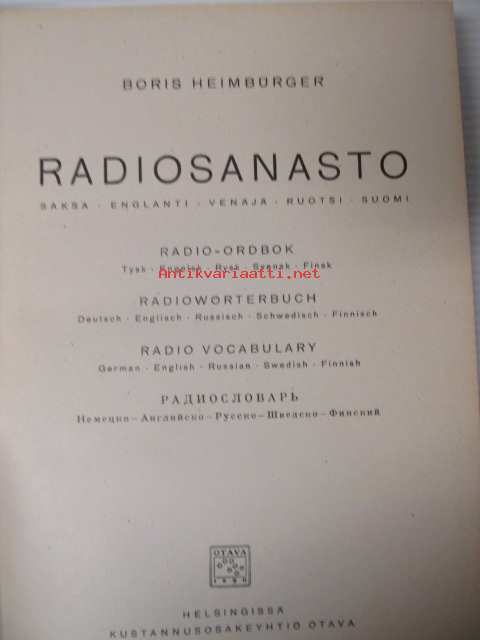 BORIS HEIMBURGER
RADIOSANASTO
SAKSA · ENGLANTI · VENÄJÄ · RUOTSI · SUOMI
RADIO-ORDBOK
Tysk · Engelsk · Rysk · Svensk · Finsk
Antikvariaatti.net
RADIOWÖRTERBUCH
Deutsch · Englisch · Russisch · Schwedisch · Finnisch
RADIO VOCABULARY
German · English · Russian · Swedish · Finnish
РАДИОСЛОВАРЬ
Немецко-Английско-Русско-Шведско-Финский
OTAVA
1890
HELSINGISSÄ
KUSTANNUSOSAKEYHTIÖ OTAVA